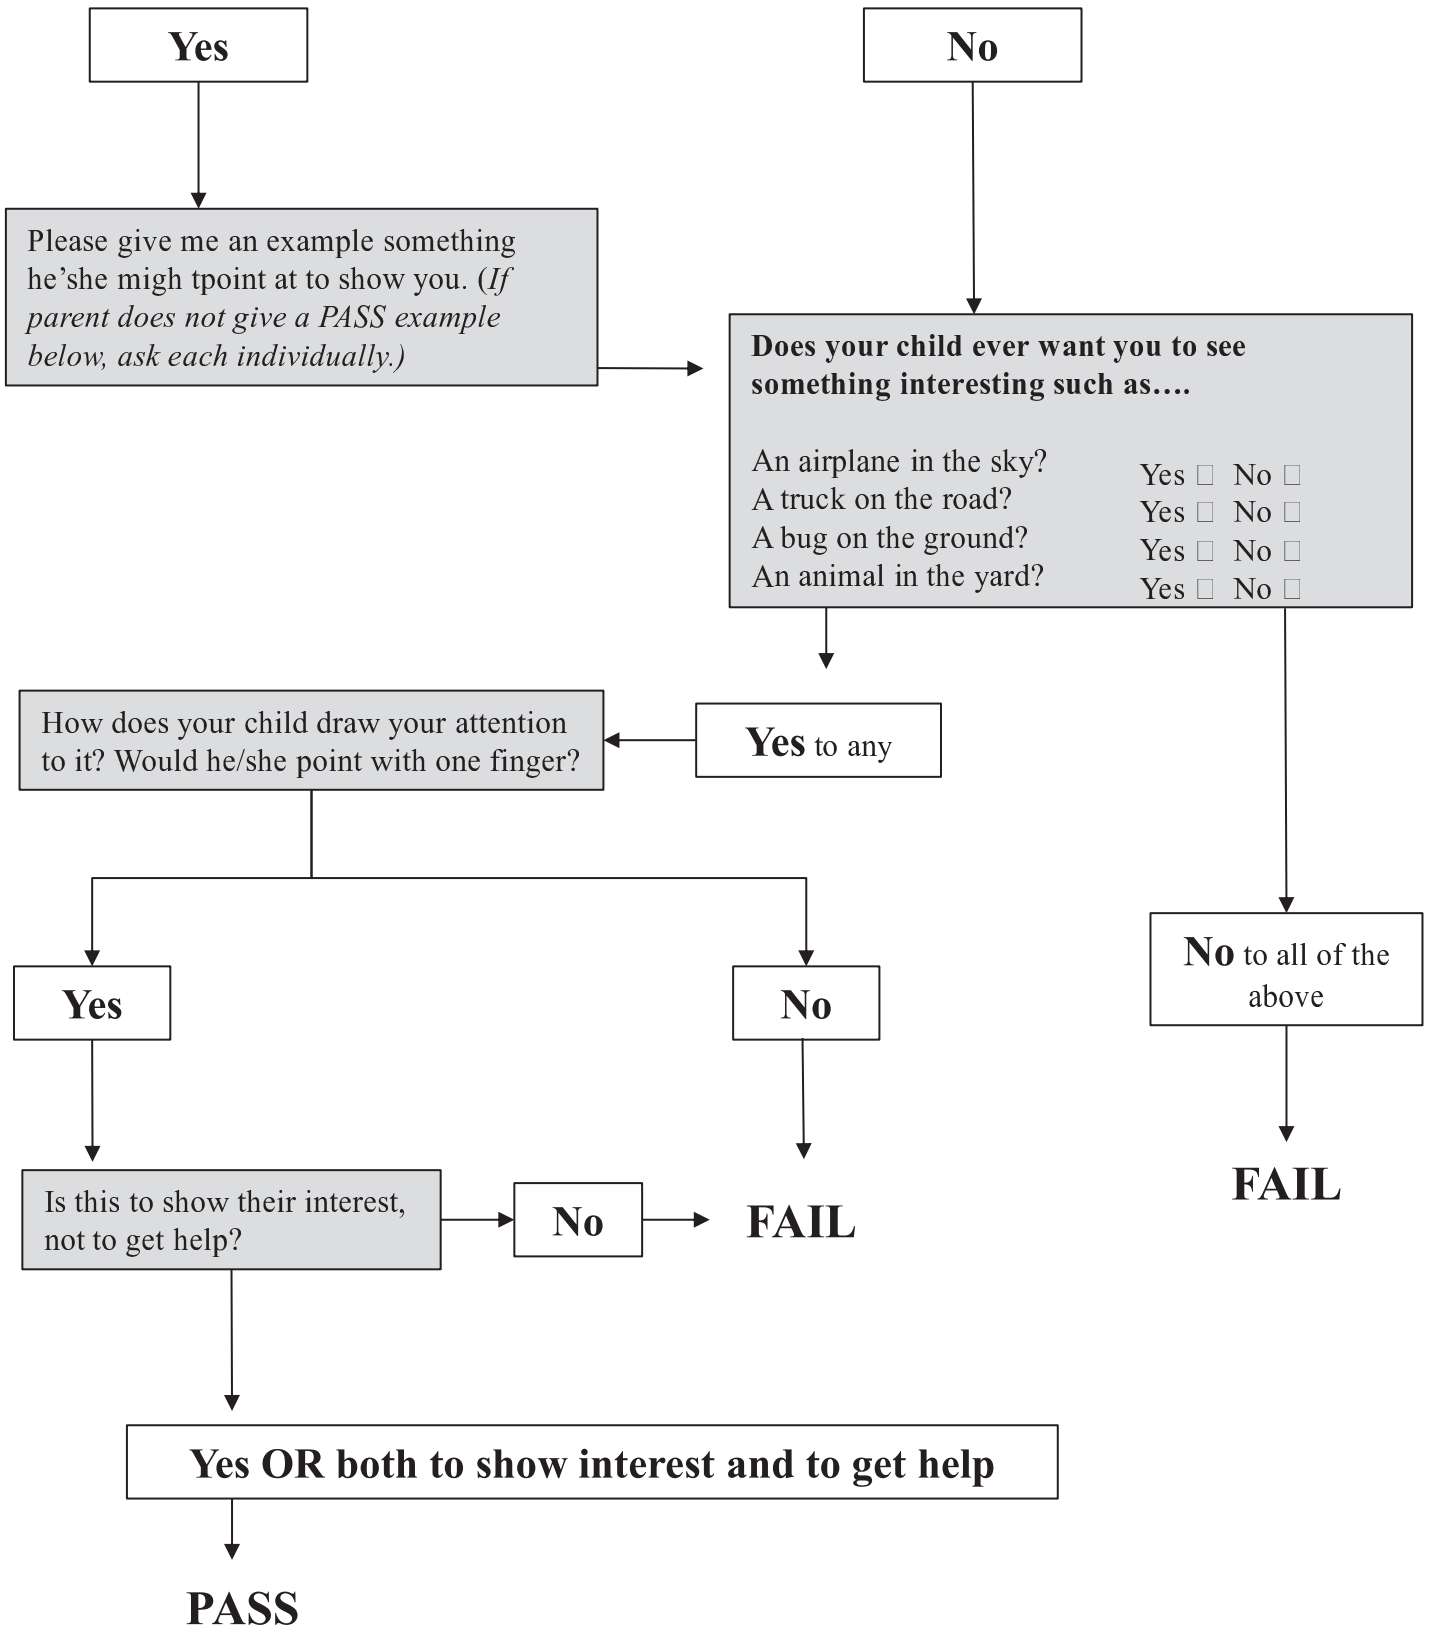 Yes
No
Please give me an example something
he’she migh tpoint at to show you. (If
parent does not give a PASS example
below, ask each individually.)
Does your child ever want you to see
something interesting such as….
An airplane in the sky? Yes □ No □
A truck on the road? Yes □ No □
A bug on the ground? Yes □ No □
An animal in the yard? Yes □ No □
How does your child draw your attention
to it? Would he/she point with one finger?
Yes to any
Yes
No
No to all of the
above
Is this to show their interest,
not to get help?
No
FAIL
FAIL
Yes OR both to show interest and to get help
PASS